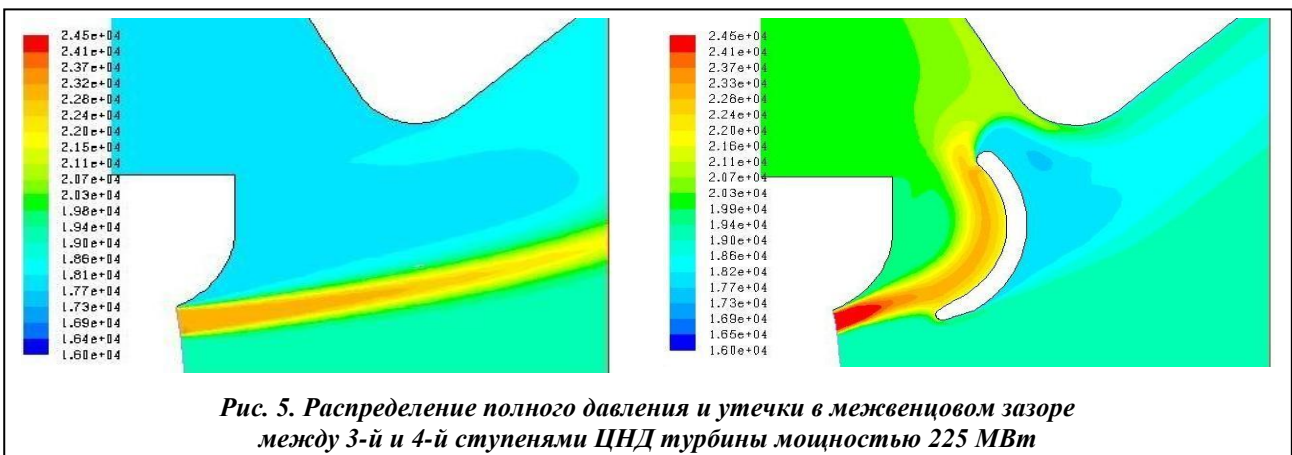 2.45e+04
2.41e+04
2.37e+04
2.32e+04
2.28e+04
2.24e+04
2.20e+04
2.15e+04
2.11e+04
2.07e+04
2.03e+04
1.98e+04
1.94e+04
1.90e+04
1.86e+04
1.81e+04
1.77e+04
1.73e+04
1.69e+04
1.64e+04
1.60e+04
2.45e+04
2.41e+04
2.37e+04
2.32e+04
2.28e+04
2.24e+04
2.20e+04
2.16e+04
2.11e+04
2.07e+04
2.03e+04
1.99e+04
1.94e+04
1.90e+04
1.86e+04
1.82e+04
1.77e+04
1.73e+04
1.69e+04
1.65e+04
1.60e+04
Рис. 5. Распределение полного давления и утечки в межвенцовом зазоре
между 3-й и 4-й ступенями ЦНД турбины мощностью 225 МВт